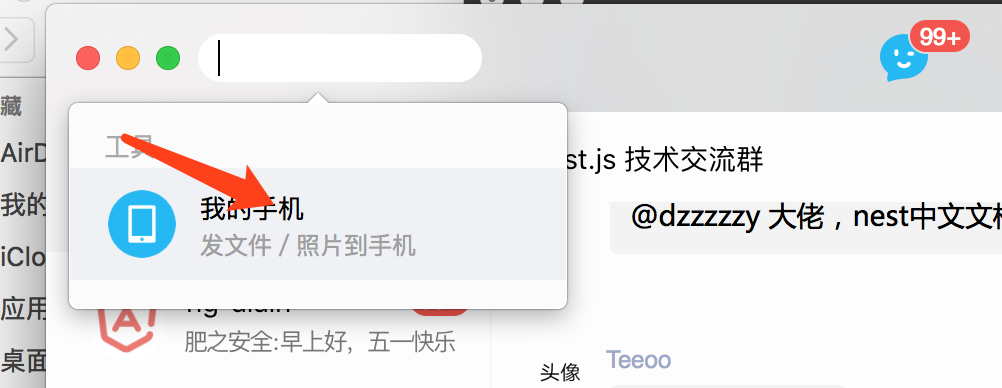 99+
藏
工具
AirD
st.js 技术交流群
我的
我的手机
@dzzzzzy 大佬，nest中文文档
发文件 / 照片到手机
iClo
应用
ng-alain
肥之安全:早上好，五一快乐
桌面
Teeoo
头像